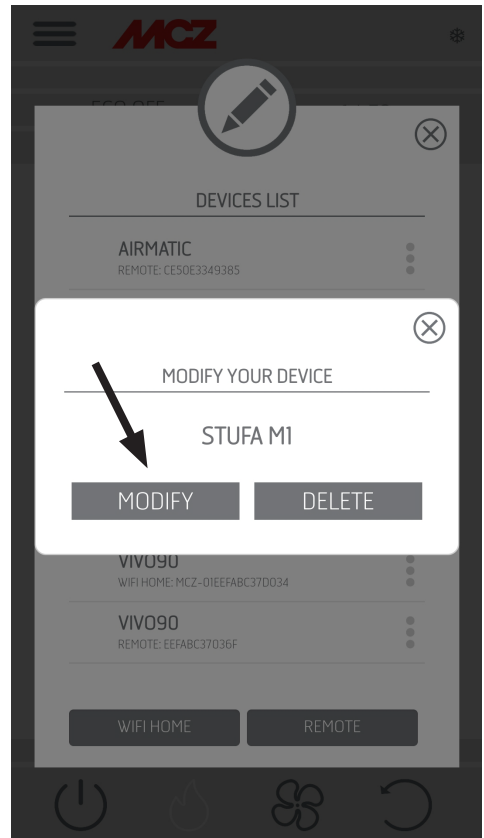 MCZ
DEVICES LIST
AIRMATIC
REMOTE: CE50E3349385
MODIFY YOUR DEVICE
STUFA M1
MODIFY DELETE
VIVO90
WIFI HOME: MCZ-01EEFABC37D034
VIVO90
REMOTE: EEFABC37036F
WIFI HOME REMOTE